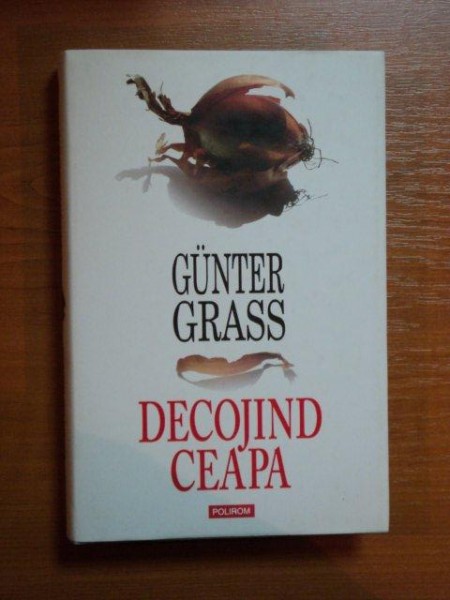 GÜNTER
GRASS
DECOJIND
CEAPA
POLIROM